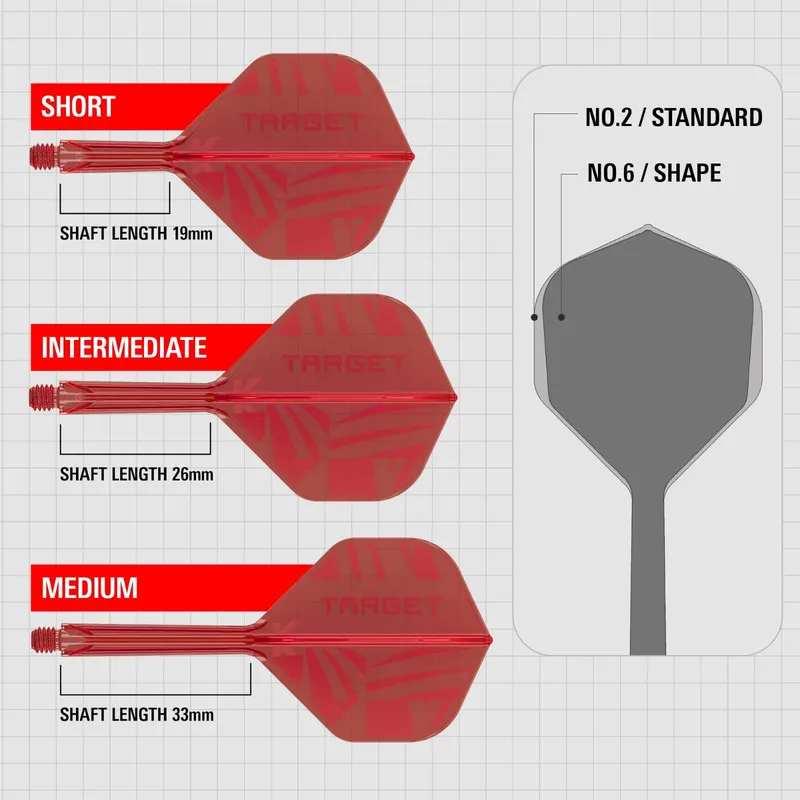 SHORT
TARGET
SHAFT LENGTH 19mm
INTERMEDIATE
TARGET
SHAFT LENGTH 26mm
MEDIUM
TARGET
SHAFT LENGTH 33mm
NO.2 / STANDARD
NO.6 / SHAPE